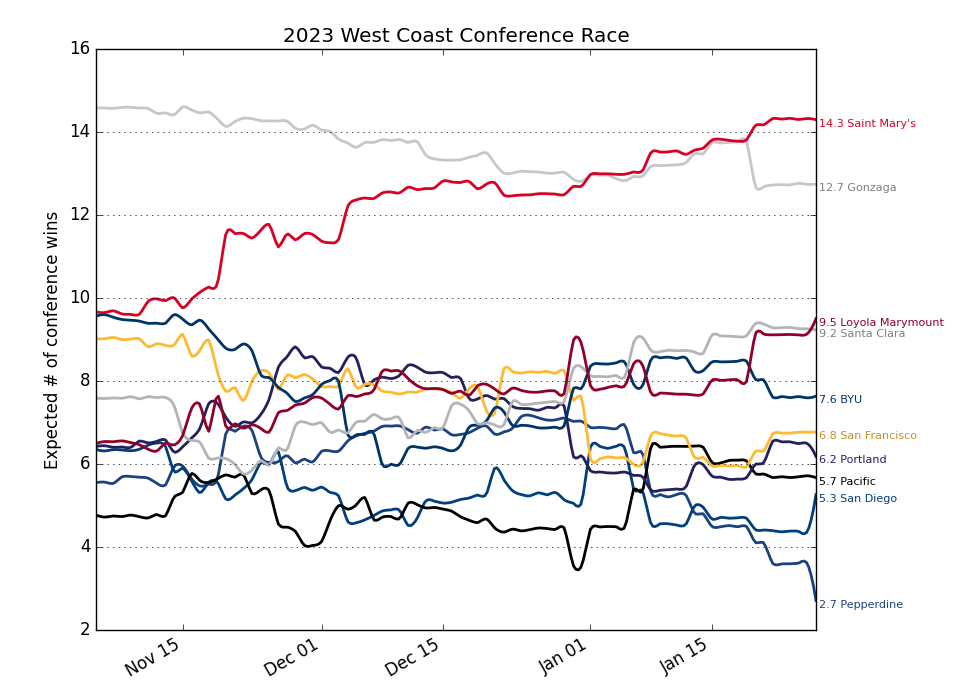 2023 West Coast Conference Race
Expected # of conference wins
16
14
12
10
8
6
4
2
Nov 15
Dec 01
Dec 15
Jan 01
Jan 15
14.3 Saint Mary's
12.7 Gonzaga
9.5 Loyola Marymount
9.2 Santa Clara
7.6 BYU
6.8 San Francisco
6.2 Portland
5.7 Pacific
5.3 San Diego
2.7 Pepperdine